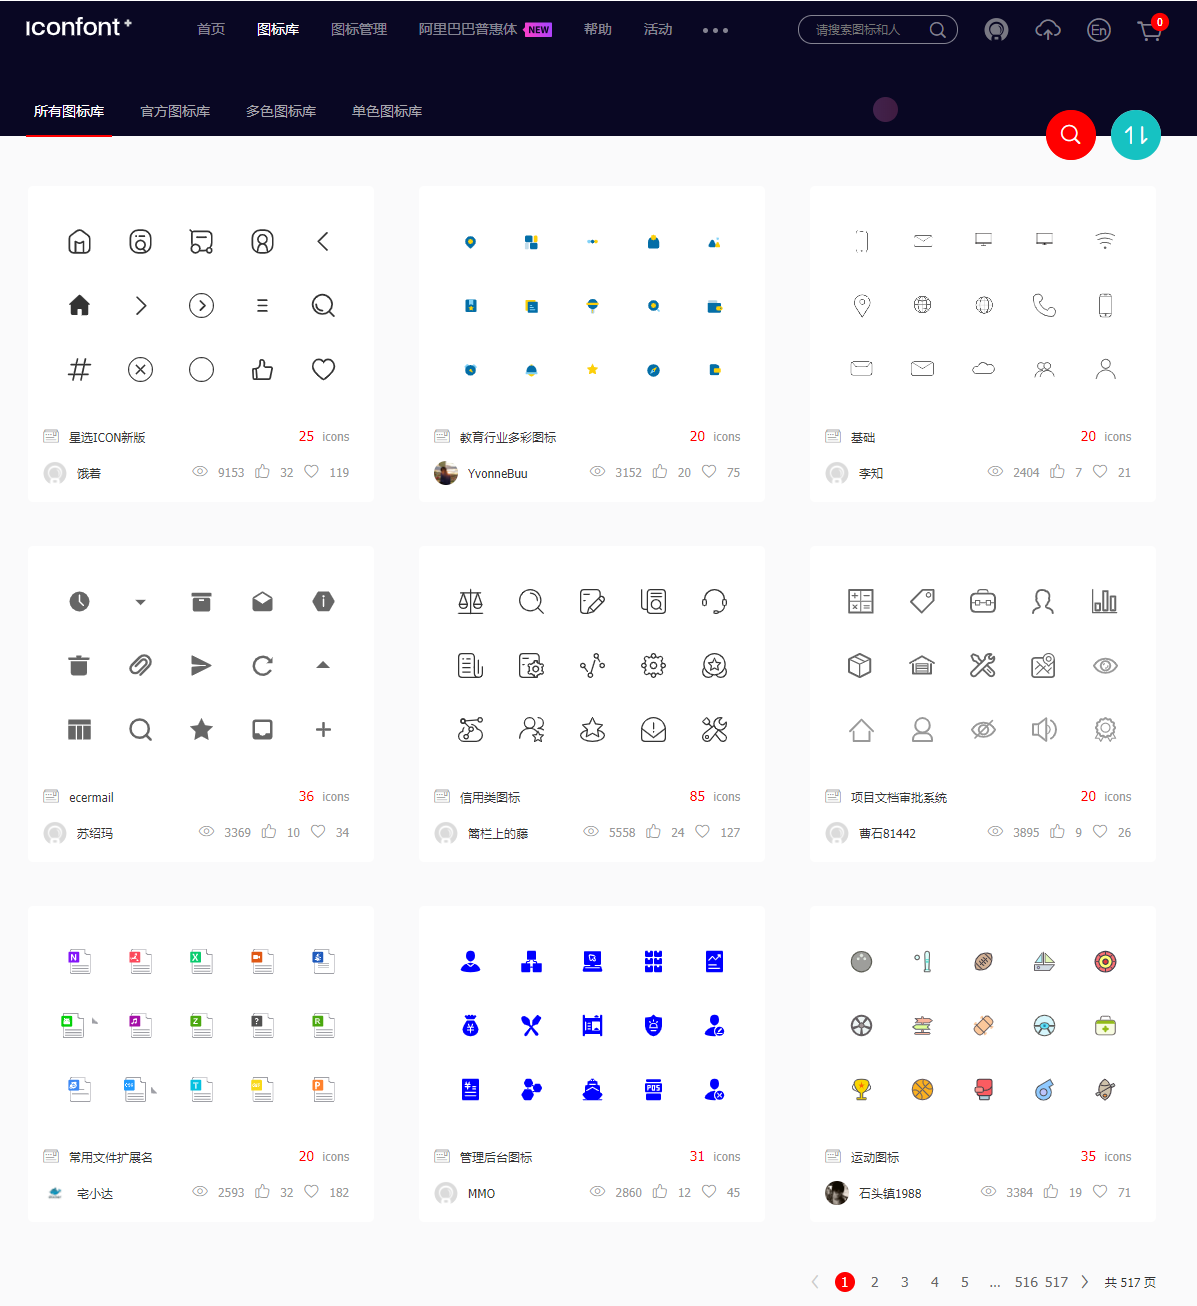 ıconfont+
首页 图标库 图标管理 阿里巴巴普惠体 NEW 帮助 活动 请搜索图标和人 En 0
所有图标库 官方图标库 多色图标库 单色图标库
星选ICON新版 25 icons
饿着 9153 32 119
教育行业多彩图标 20 icons
YvonneBuu 3152 20 75
基础 20 icons
李知 2404 7 21
ecermail 36 icons
苏绍玛 3369 10 34
信用类图标 85 icons
篱栏上的藤 5558 24 127
项目文档审批系统 20 icons
曹石81442 3895 9 26
常用文件扩展名 20 icons
宅小达 2593 32 182
POS
管理后台图标 31 icons
MMO 2860 12 45
运动图标 35 icons
石头镇1988 3384 19 71
1 2 3 4 5 ... 516 517 共 517 页